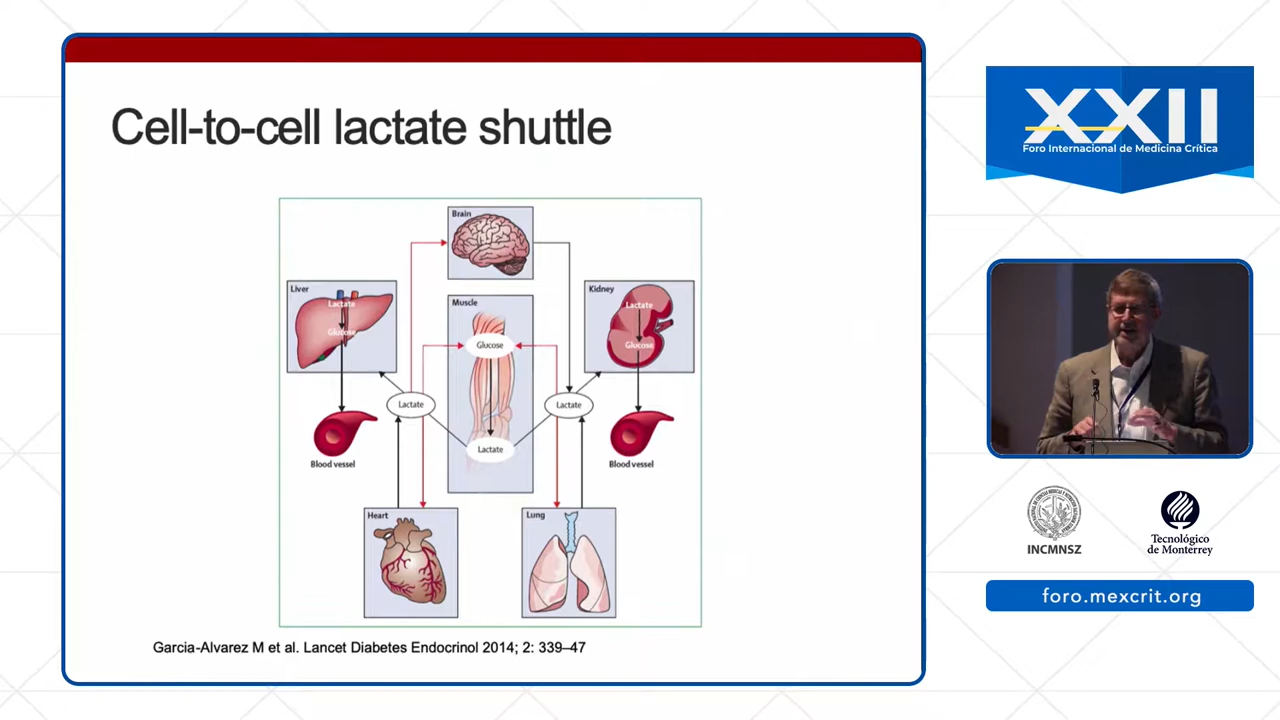 Cell-to-cell lactate shuttle
Brain
Liver
Lactate
Glucose
Muscle
Glucose
Kidney
Lactate
Glucose
Lactate
Lactate
Lactate
Blood vessel
Blood vessel
Heart
Lung
Garcia-Alvarez M et al. Lancet Diabetes Endocrinol 2014; 2: 339–47
XXII
Foro Internacional de Medicina Crítica
INCMNSZ
Tecnológico
de Monterrey
foro.mexcrit.org